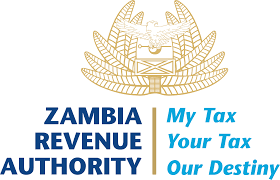 ZAMBIA
REVENUE
AUTHORITY
My Tax
Your Tax
Our Destiny